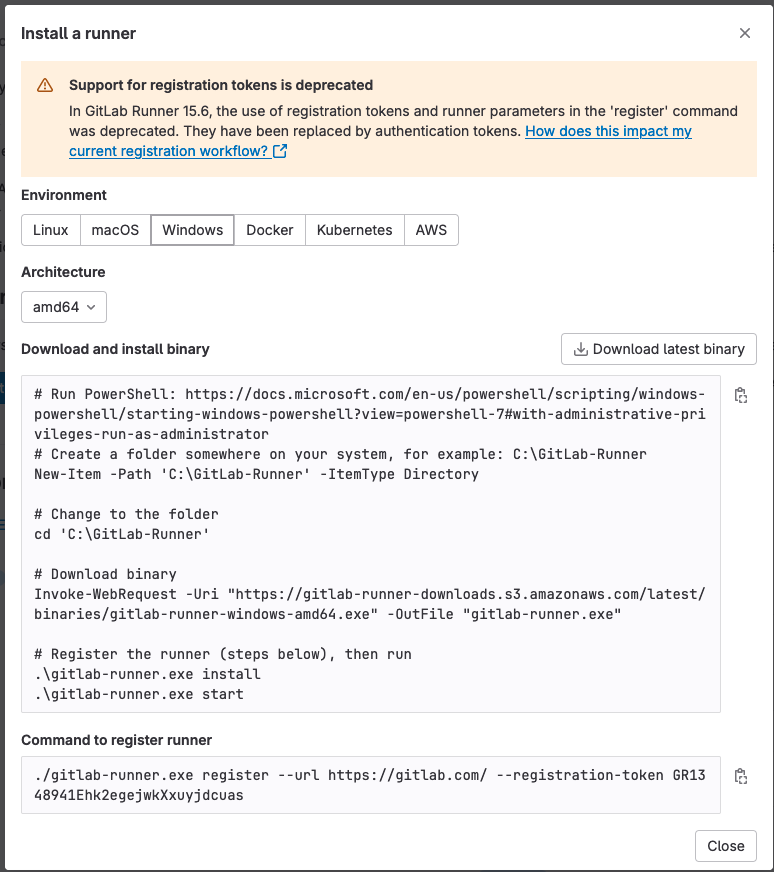 Install a runner
Support for registration tokens is deprecated
In GitLab Runner 15.6, the use of registration tokens and runner parameters in the 'register' command
was deprecated. They have been replaced by authentication tokens. How does this impact my
current registration workflow?
Environment
Linux macOS Windows Docker Kubernetes AWS
Architecture
amd64
Download and install binary Download latest binary
# Run PowerShell: https://docs.microsoft.com/en-us/powershell/scripting/windows-
powershell/starting-windows-powershell?view=powershell-7#with-administrative-pri
vileges-run-as-administrator
# Create a folder somewhere on your system, for example: C:\GitLab-Runner
New-Item -Path 'C:\GitLab-Runner' -ItemType Directory
# Change to the folder
cd 'C:\GitLab-Runner'
# Download binary
Invoke-WebRequest -Uri "https://gitlab-runner-downloads.s3.amazonaws.com/latest/
binaries/gitlab-runner-windows-amd64.exe" -OutFile "gitlab-runner.exe"
# Register the runner (steps below), then run
.\gitlab-runner.exe install
.\gitlab-runner.exe start
Command to register runner
./gitlab-runner.exe register --url https://gitlab.com/ --registration-token GR13
48941Ehk2egejwkXxuyjdcuas
Close